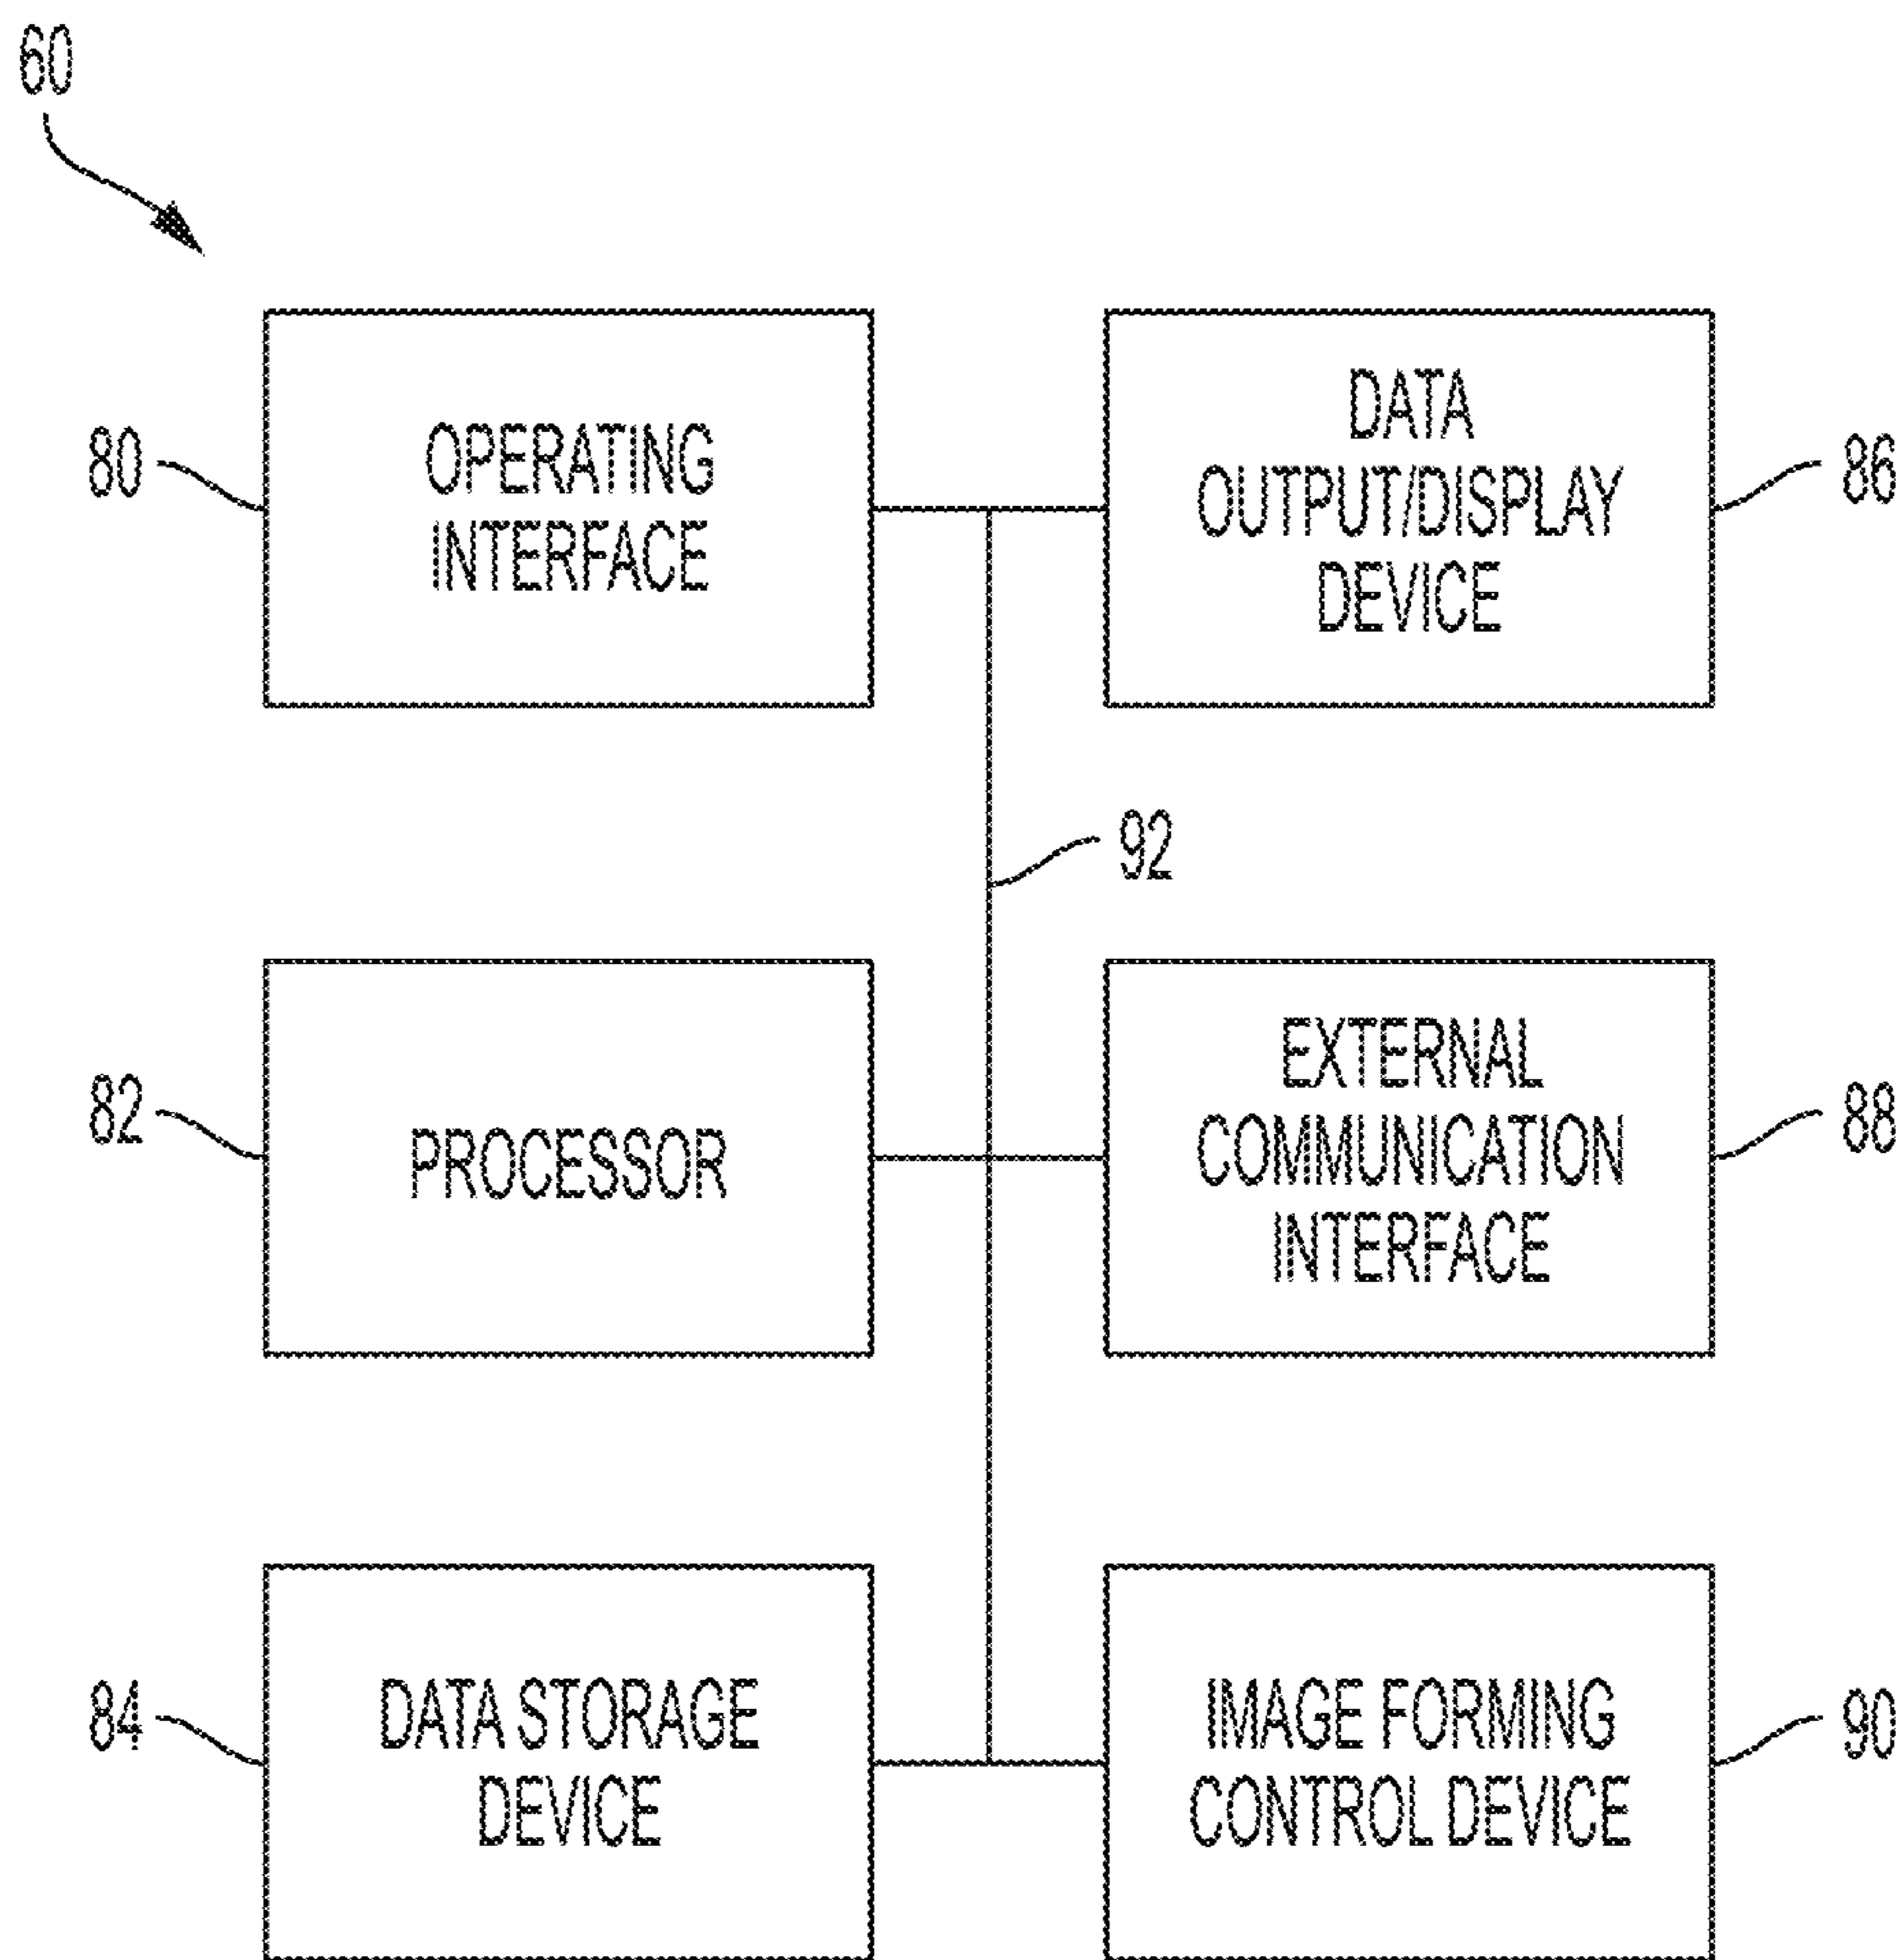 60
80
OPERATING
INTERFACE
DATA
OUTPUT/DISPLAY
DEVICE
86
92
82
PROCESSOR
EXTERNAL
COMMUNICATION
INTERFACE
88
84
DATA STORAGE
DEVICE
IMAGE FORMING
CONTROL DEVICE
90